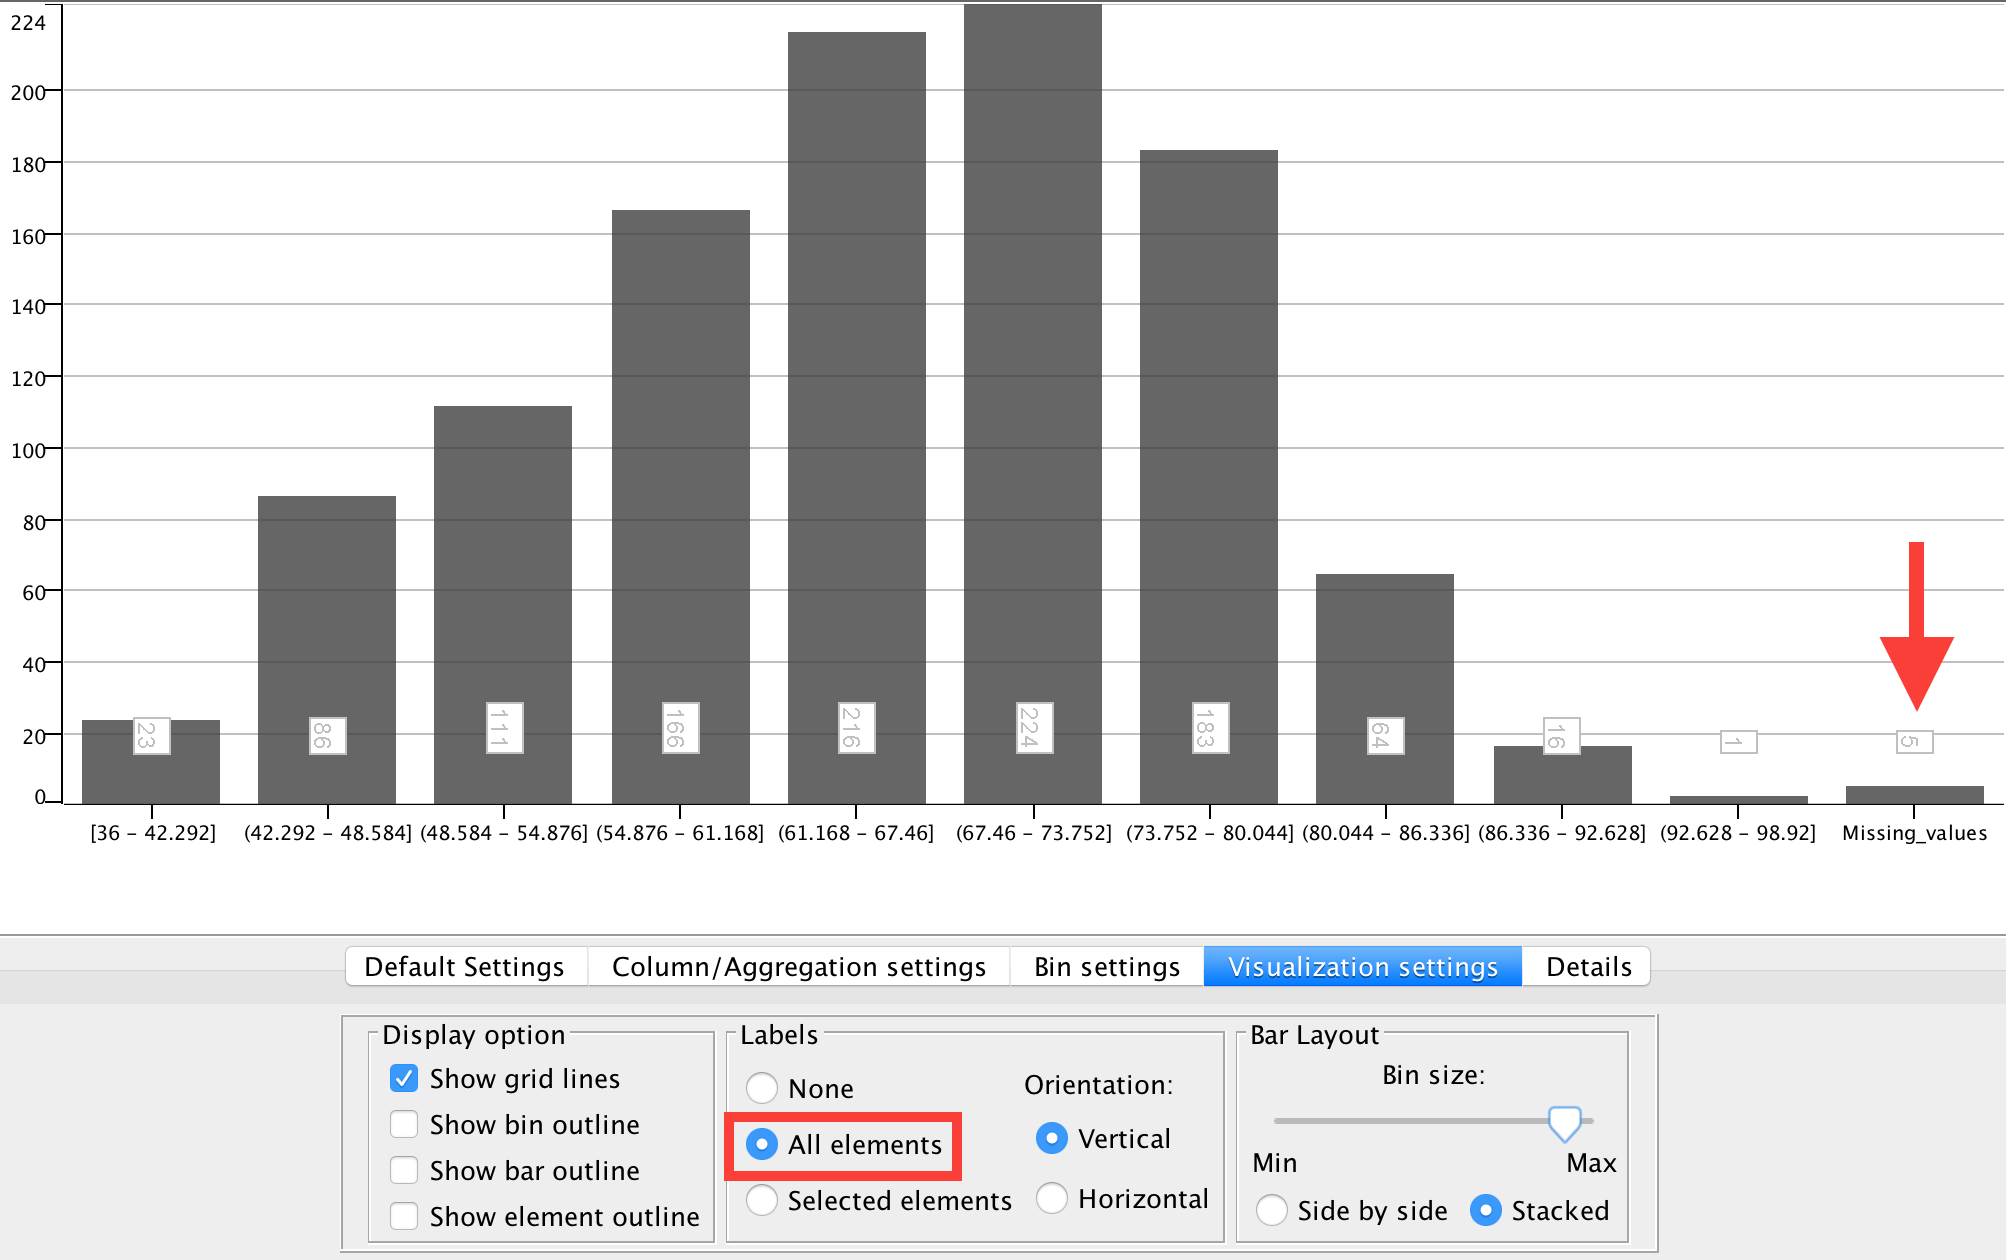 224
200
180
160
140
120
100
80
60
40
20
0
23 86 111 166 216 224 183 64 16 1 5
[36 – 42.292] (42.292 – 48.584] (48.584 – 54.876] (54.876 – 61.168] (61.168 – 67.46] (67.46 – 73.752] (73.752 – 80.044] (80.044 – 86.336] (86.336 – 92.628] (92.628 – 98.92] Missing_values
Default Settings Column/Aggregation settings Bin settings Visualization settings Details
Display option
Show grid lines
Show bin outline
Show bar outline
Show element outline
Labels
None
All elements
Selected elements
Orientation:
Vertical
Horizontal
Bar Layout
Bin size:
Min Max
Side by side Stacked